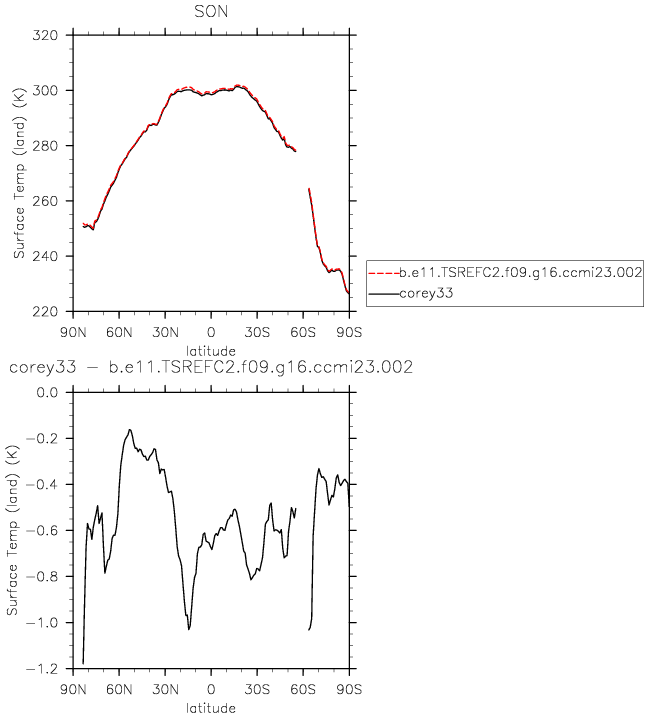 SON
320
300
280
260
240
220
Surface Temp (land) (K)
90N 60N 30N 0 30S 60S 90S
latitude
b.e11.TSREFC2.f09.g16.ccmi23.002
corey33
corey33 − b.e11.TSREFC2.f09.g16.ccmi23.002
0.0
−0.2
−0.4
−0.6
−0.8
−1.0
−1.2
Surface Temp (land) (K)
90N 60N 30N 0 30S 60S 90S
latitude